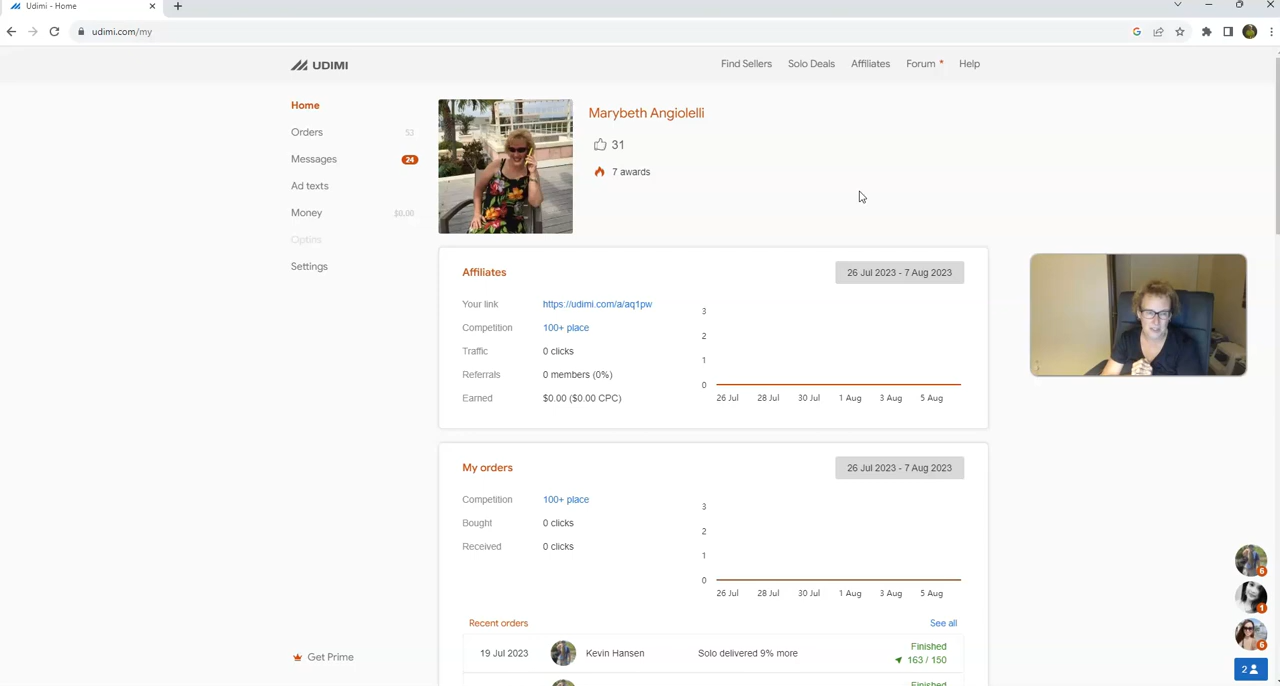 Udimi - Home
udimi.com/my
UDIMI
Find Sellers Solo Deals Affiliates Forum * Help
Home
Orders 53
Messages 24
Ad texts
Money $0.00
Optins
Settings
Marybeth Angiolelli
31
7 awards
Affiliates 26 Jul 2023 - 7 Aug 2023
Your link https://udimi.com/a/aq1pw
Competition 100+ place
Traffic 0 clicks
Referrals 0 members (0%)
Earned $0.00 ($0.00 CPC)
3
2
1
0
26 Jul 28 Jul 30 Jul 1 Aug 3 Aug 5 Aug
My orders 26 Jul 2023 - 7 Aug 2023
Competition 100+ place
Bought 0 clicks
Received 0 clicks
3
2
1
0
26 Jul 28 Jul 30 Jul 1 Aug 3 Aug 5 Aug
Recent orders See all
19 Jul 2023 Kevin Hansen Solo delivered 9% more Finished
163 / 150
Finished
Get Prime
6
1
6
2